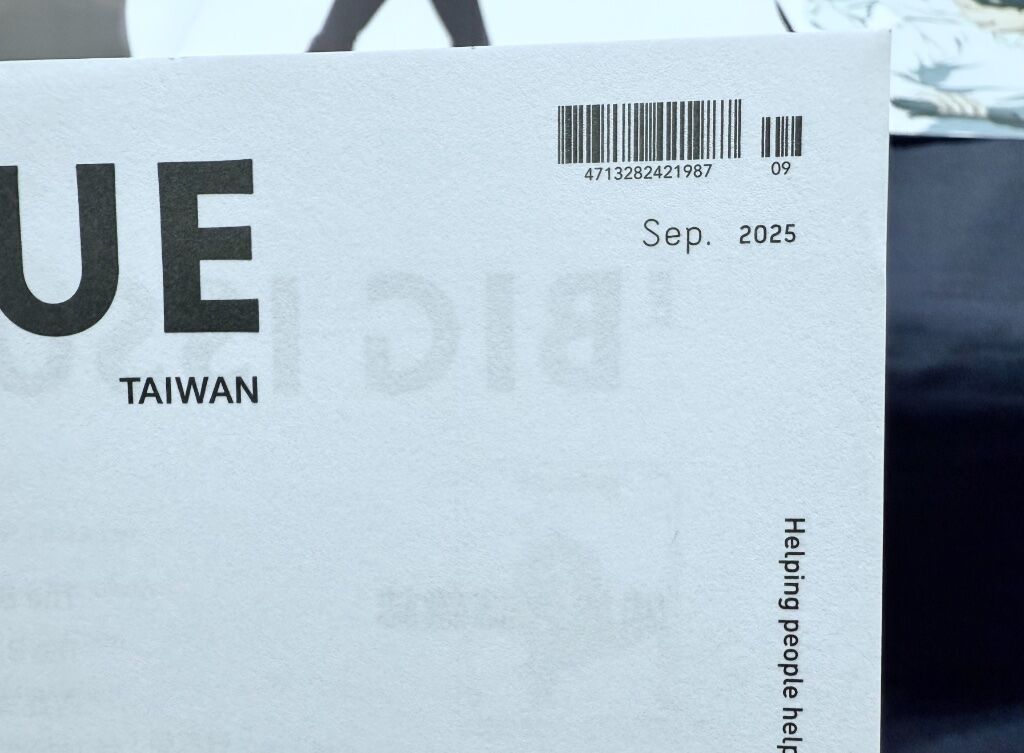 UE
TAIWAN
4713282421987
09
Sep. 2025
Helping people help